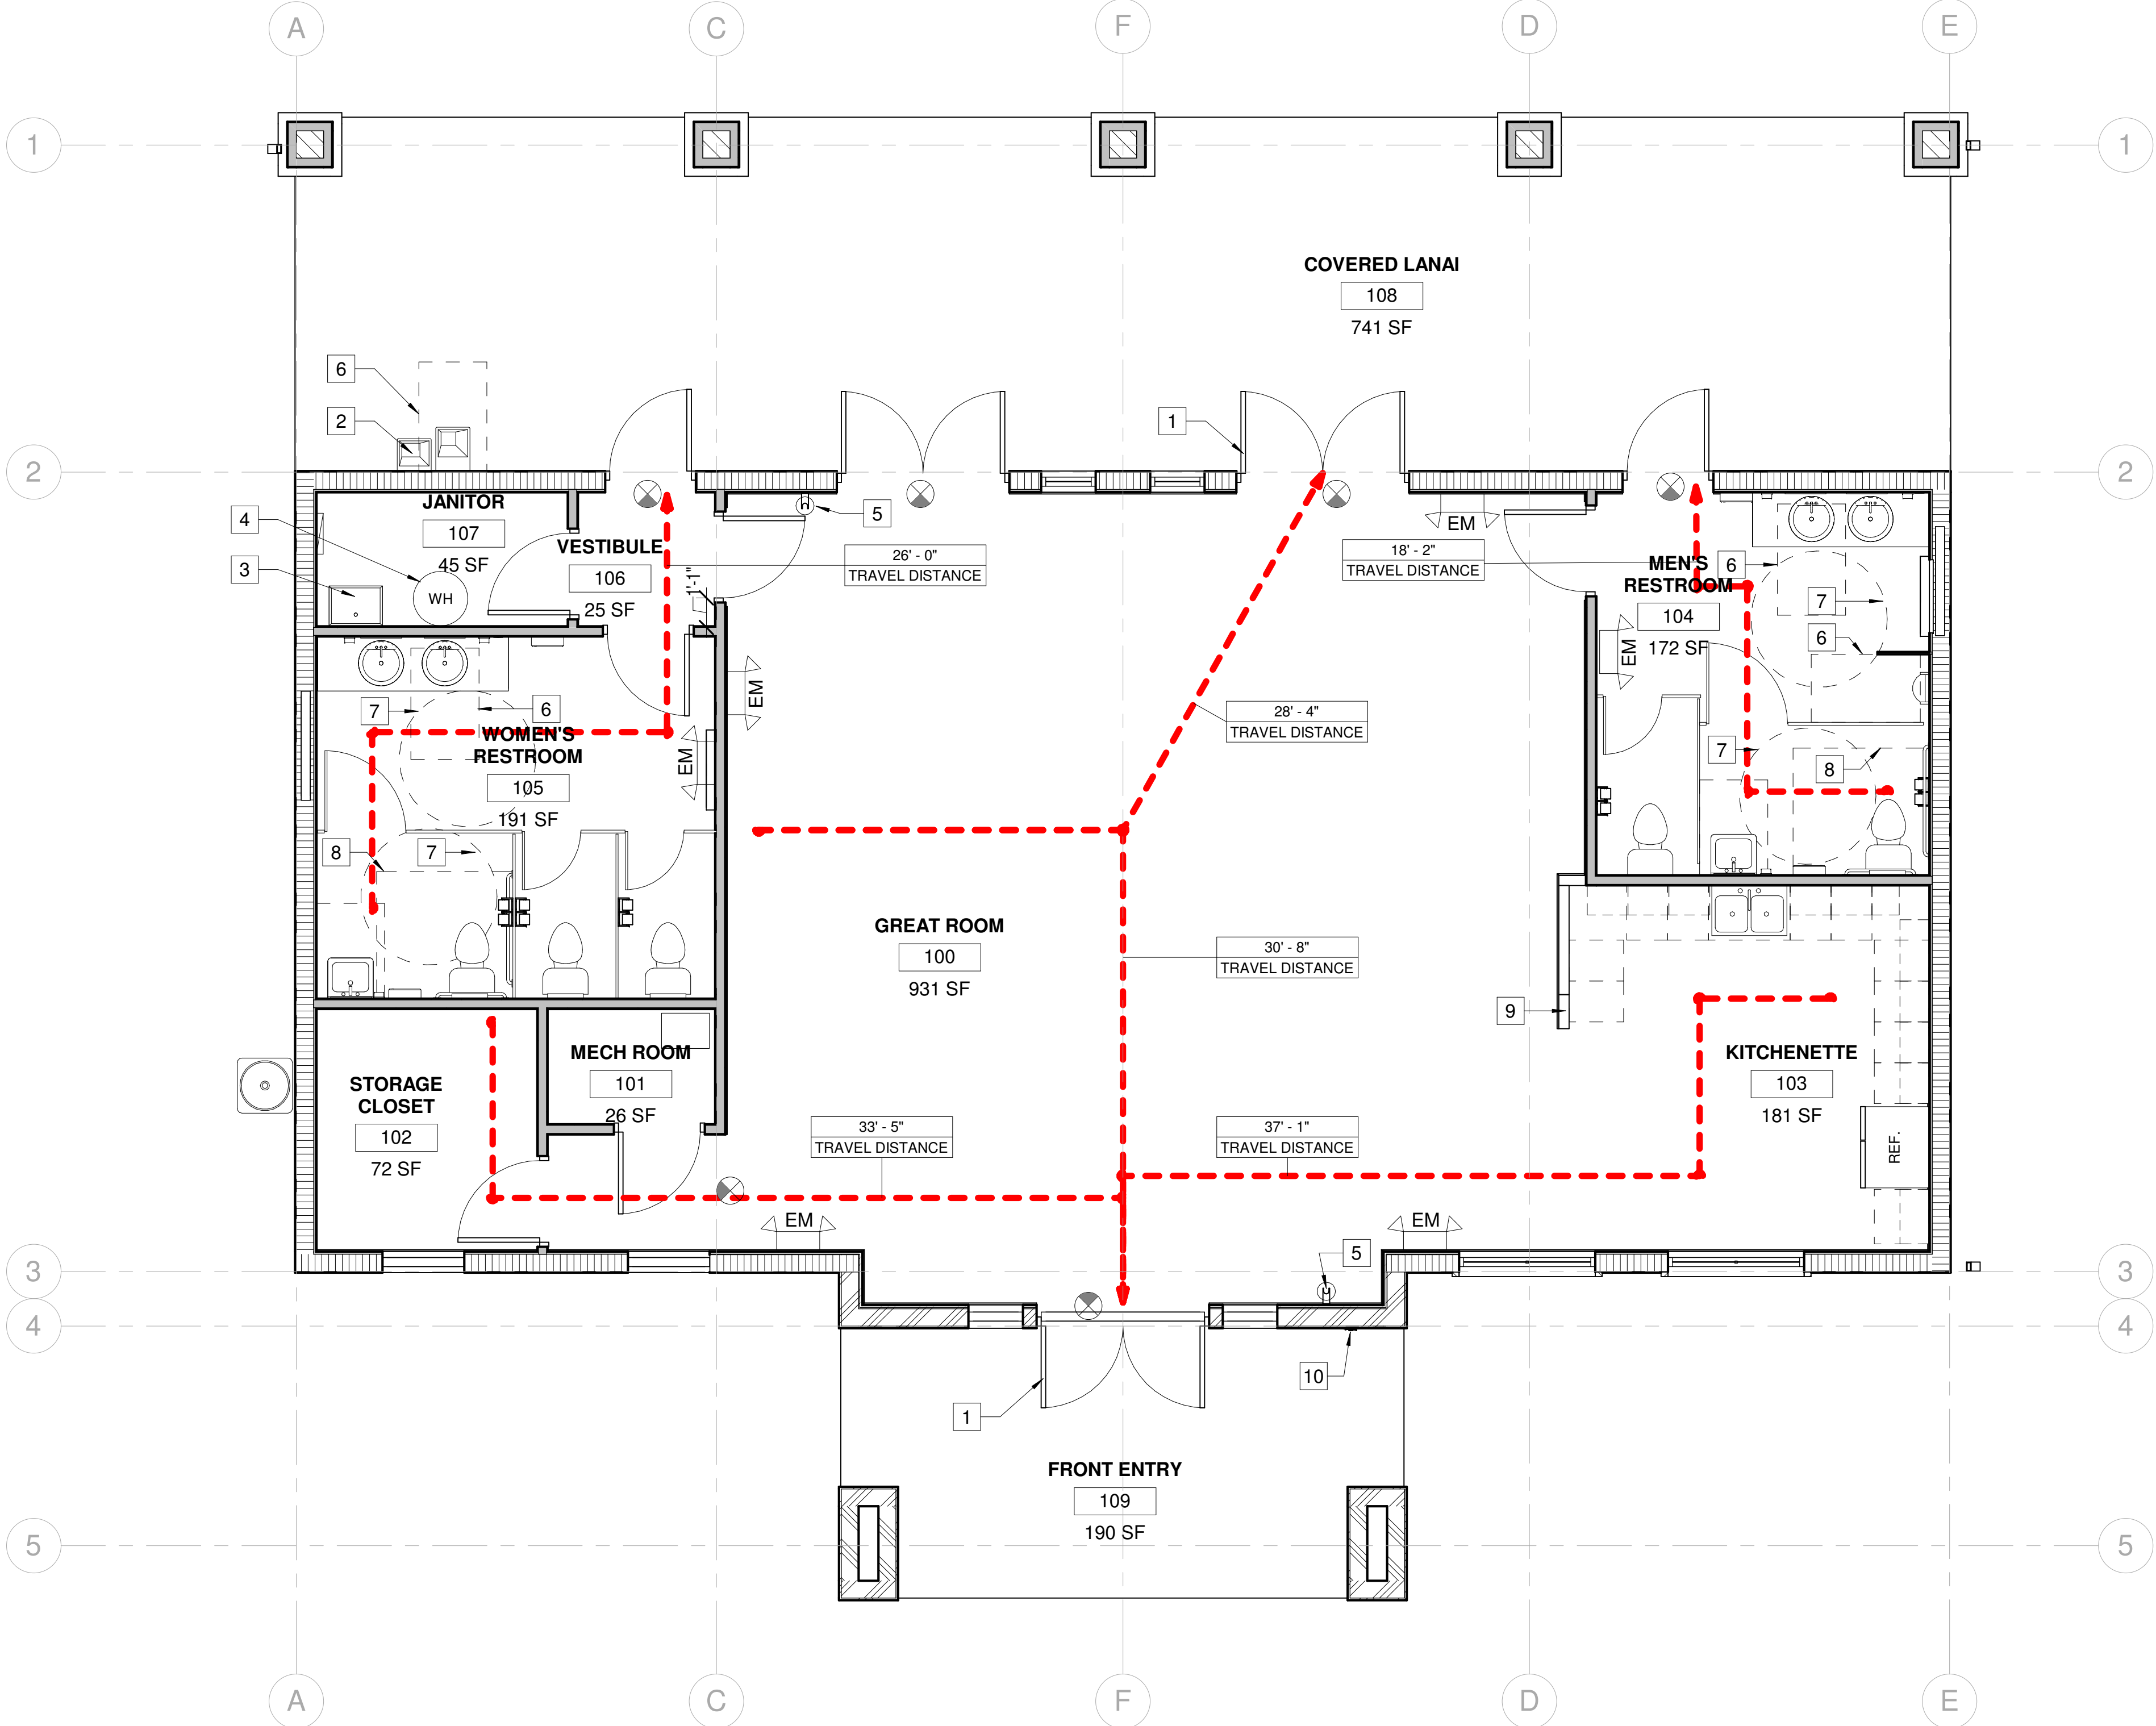 A C F D E
1 1
COVERED LANAI
108
741 SF
6
2
1
2 2
JANITOR
107
45 SF
4
3
WH
VESTIBULE
106
25 SF
1'-1"
5
26' - 0"
TRAVEL DISTANCE
EM
18' - 2"
TRAVEL DISTANCE
MEN'S
RESTROOM
104
172 SF
6
7
6
EM
EM
7
6
WOMEN'S
RESTROOM
105
191 SF
EM
28' - 4"
TRAVEL DISTANCE
7
8
8
7
GREAT ROOM
100
931 SF
30' - 8"
TRAVEL DISTANCE
9
MECH ROOM
101
26 SF
KITCHENETTE
103
181 SF
STORAGE
CLOSET
102
72 SF
33' - 5"
TRAVEL DISTANCE
37' - 1"
TRAVEL DISTANCE
REF.
EM
EM
5
3 3
4 4
10
1
FRONT ENTRY
109
190 SF
5 5
A C F D E